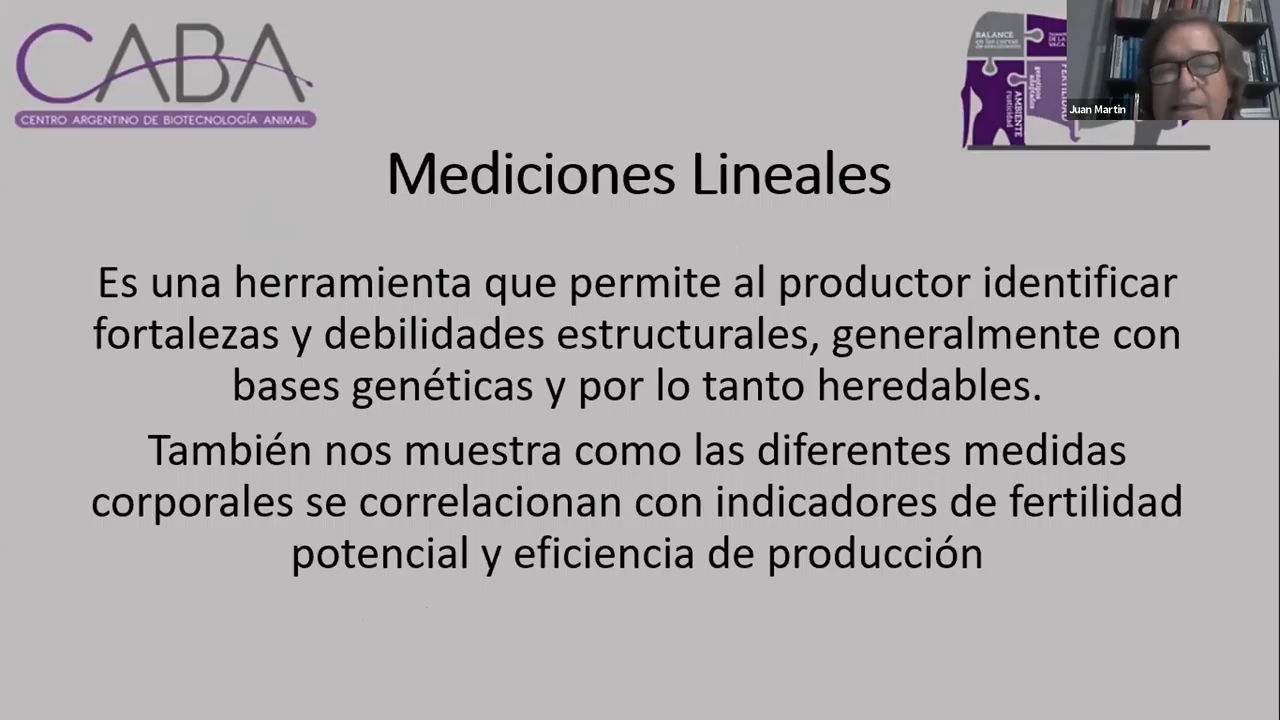 CABA
CENTRO ARGENTINO DE BIOTECNOLOGÍA ANIMAL
BALANCE
AMBIENTE
rusticidad
Juan Martin
Mediciones Lineales
Es una herramienta que permite al productor identificar
fortalezas y debilidades estructurales, generalmente con
bases genéticas y por lo tanto heredables.
También nos muestra como las diferentes medidas
corporales se correlacionan con indicadores de fertilidad
potencial y eficiencia de producción